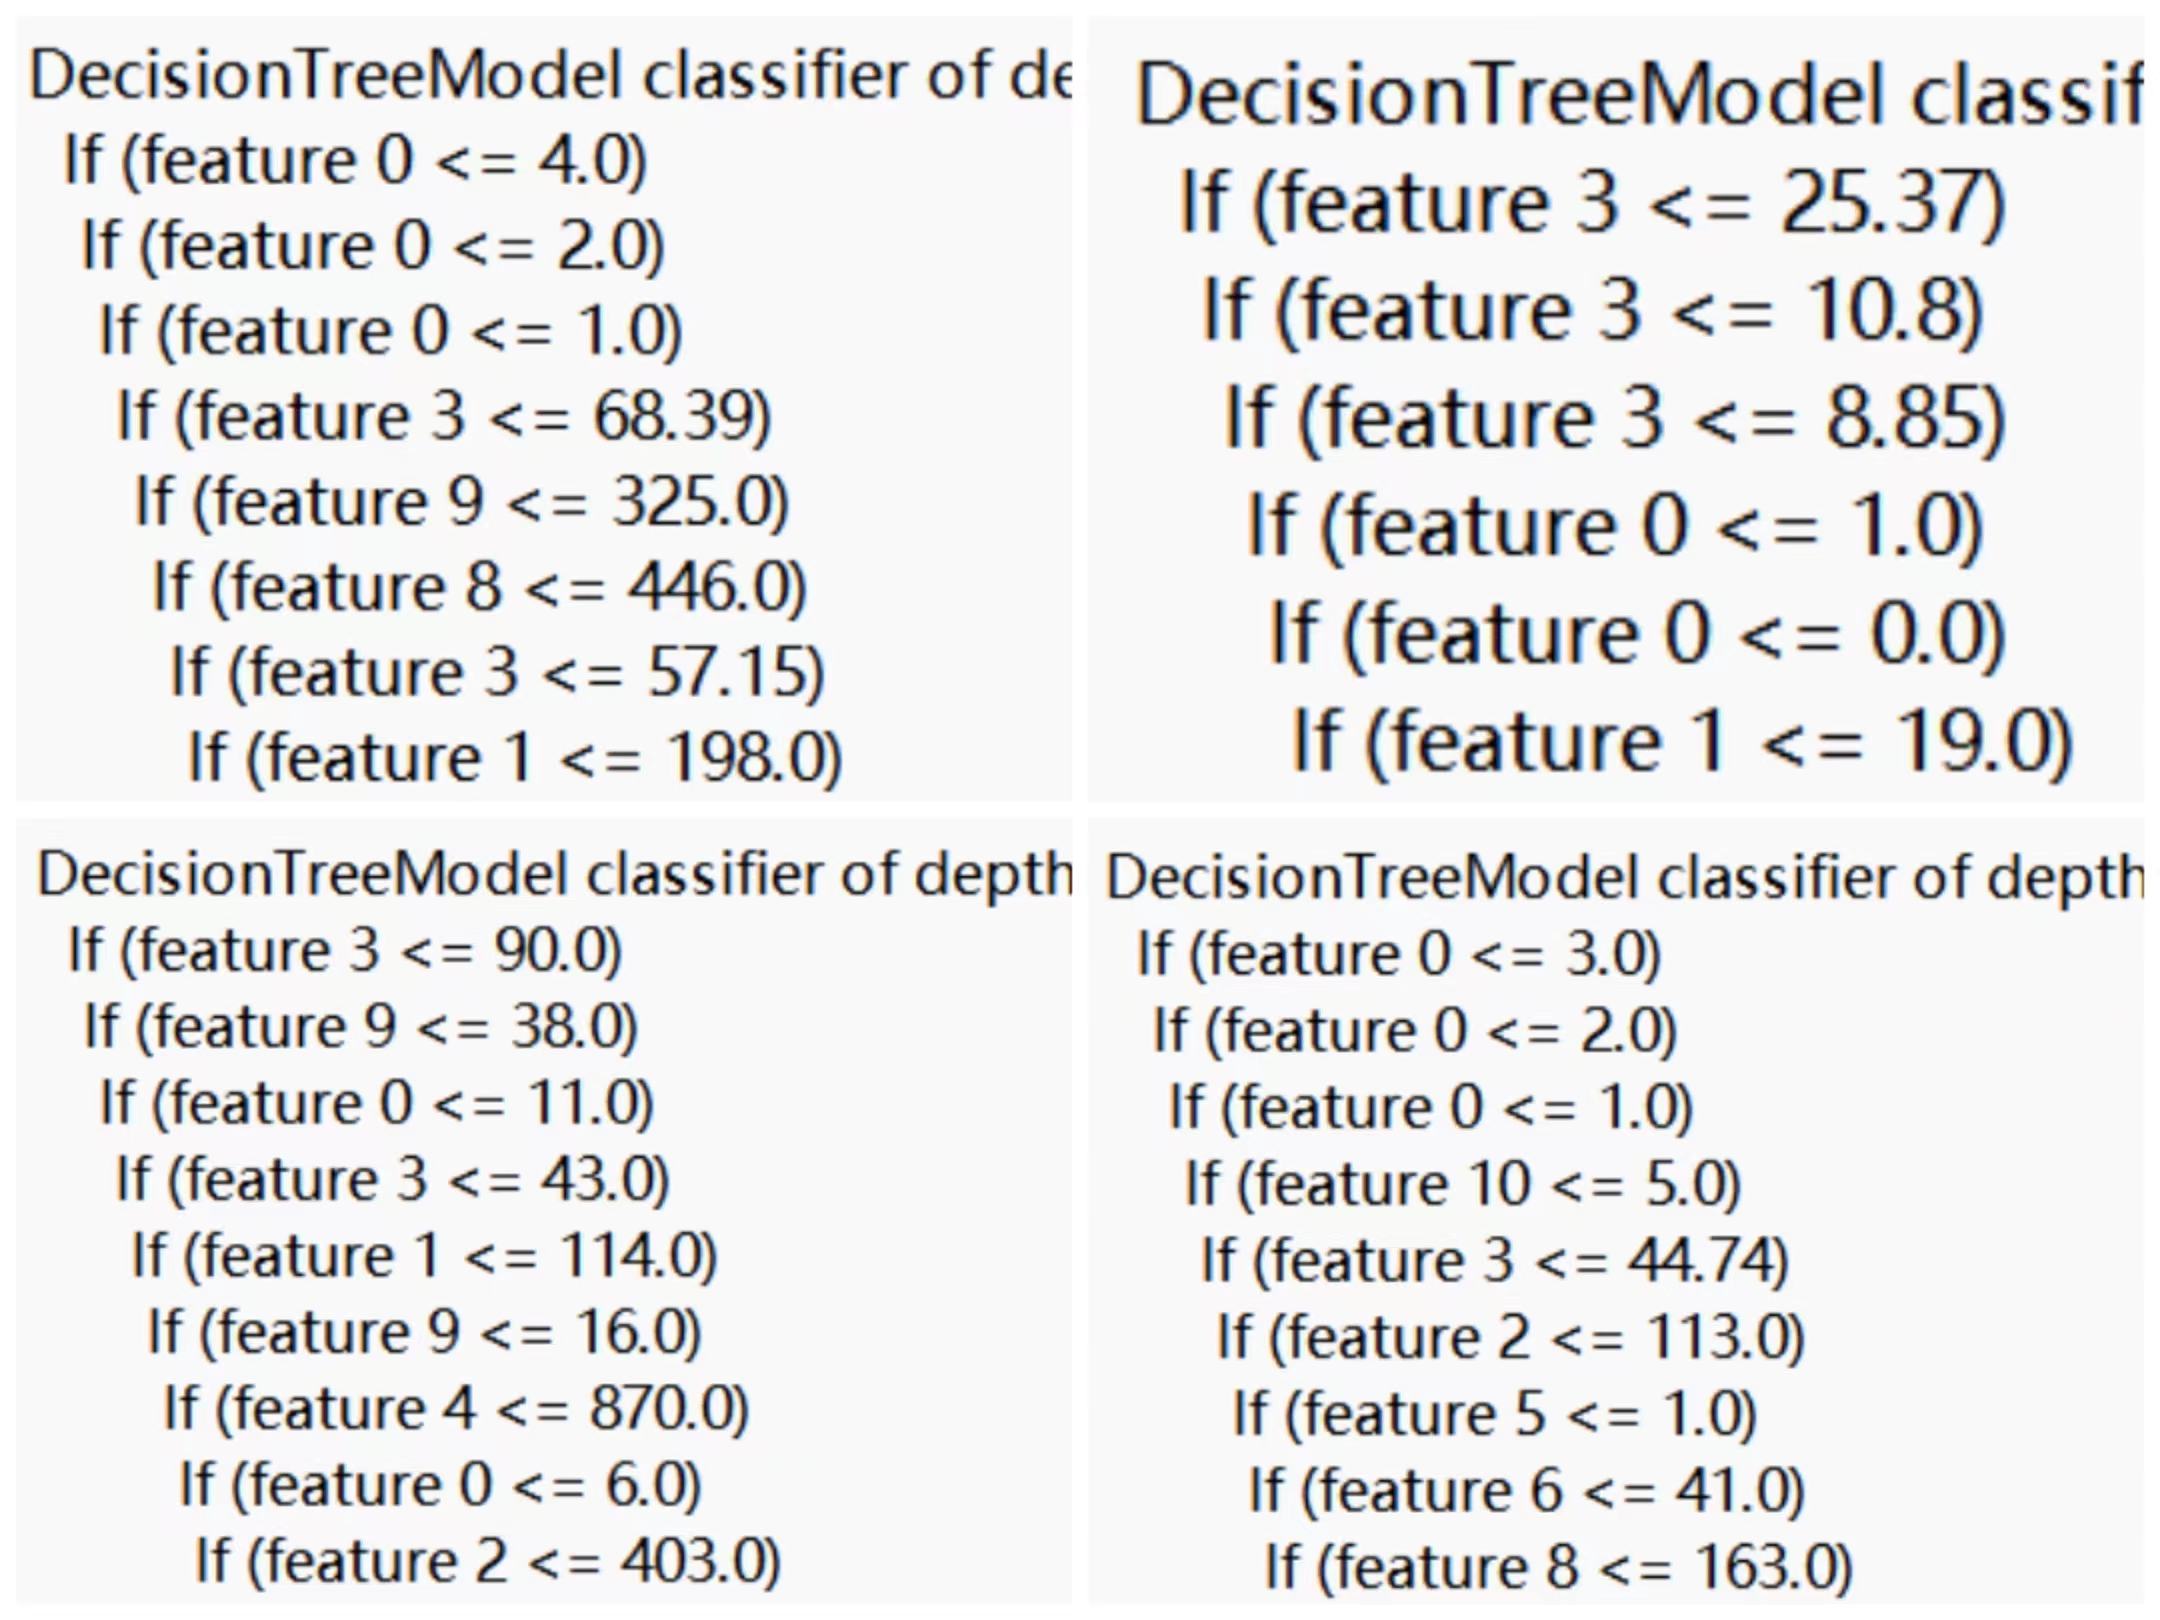 DecisionTreeModel classifier of de
If (feature 0 <= 4.0)
If (feature 0 <= 2.0)
If (feature 0 <= 1.0)
If (feature 3 <= 68.39)
If (feature 9 <= 325.0)
If (feature 8 <= 446.0)
If (feature 3 <= 57.15)
If (feature 1 <= 198.0)
DecisionTreeModel classif
If (feature 3 <= 25.37)
If (feature 3 <= 10.8)
If (feature 3 <= 8.85)
If (feature 0 <= 1.0)
If (feature 0 <= 0.0)
If (feature 1 <= 19.0)
DecisionTreeModel classifier of depth
If (feature 3 <= 90.0)
If (feature 9 <= 38.0)
If (feature 0 <= 11.0)
If (feature 3 <= 43.0)
If (feature 1 <= 114.0)
If (feature 9 <= 16.0)
If (feature 4 <= 870.0)
If (feature 0 <= 6.0)
If (feature 2 <= 403.0)
DecisionTreeModel classifier of depth
If (feature 0 <= 3.0)
If (feature 0 <= 2.0)
If (feature 0 <= 1.0)
If (feature 10 <= 5.0)
If (feature 3 <= 44.74)
If (feature 2 <= 113.0)
If (feature 5 <= 1.0)
If (feature 6 <= 41.0)
If (feature 8 <= 163.0)